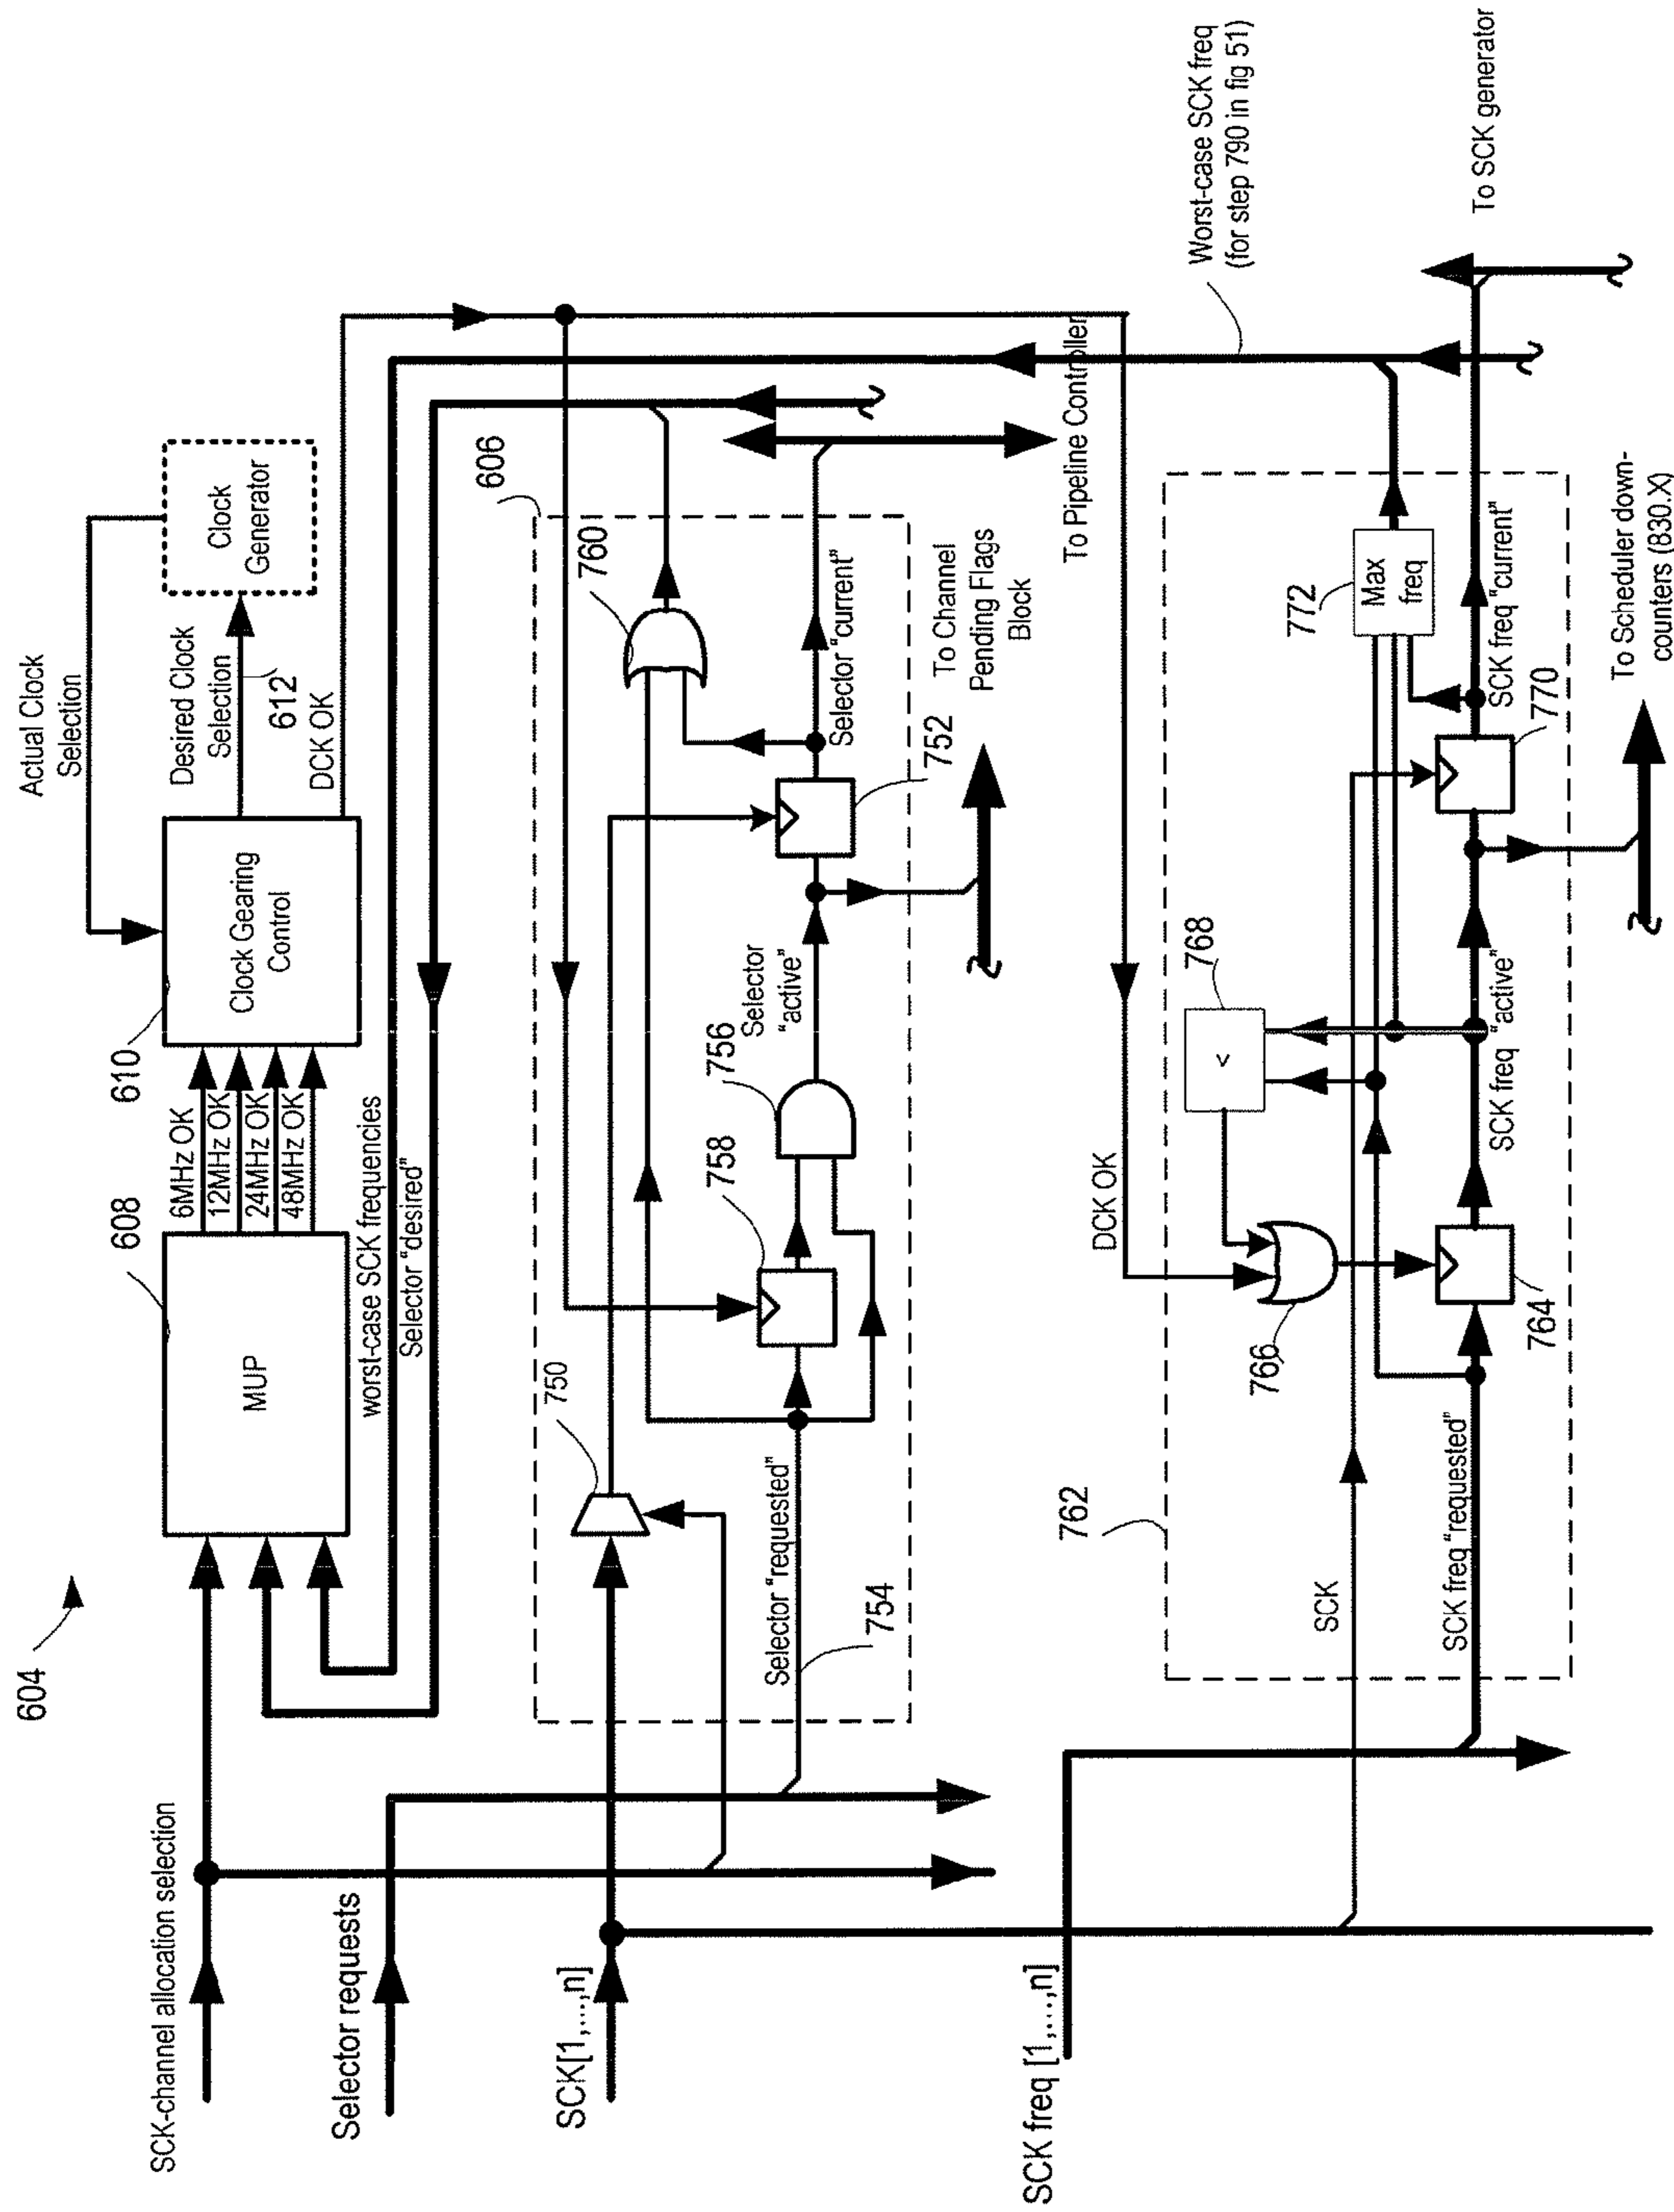 604
SCK-channel allocation selection
Selector requests
SCK[1,...,n]
SCK freq [1,...,n]
608
MUP
6MHz OK
12MHz OK
24MHz OK
48MHz OK
610
Clock Gearing
Control
Actual Clock
Selection
Desired Clock
Selection
612
DCK OK
Clock
Generator
worst-case SCK frequencies
Selector "desired"
606
750
Selector "requested"
754
758
756
Selector
"active"
760
752
Selector "current"
To Channel
Pending Flags
Block
To Pipeline Controller
Worst-case SCK freq
(for step 790 in fig 51)
762
SCK
SCK freq "requested"
DCK OK
766
764
768
<
SCK freq "active"
772
Max
freq
SCK freq "current"
770
To Scheduler down-
counters (830.X)
To SCK generator